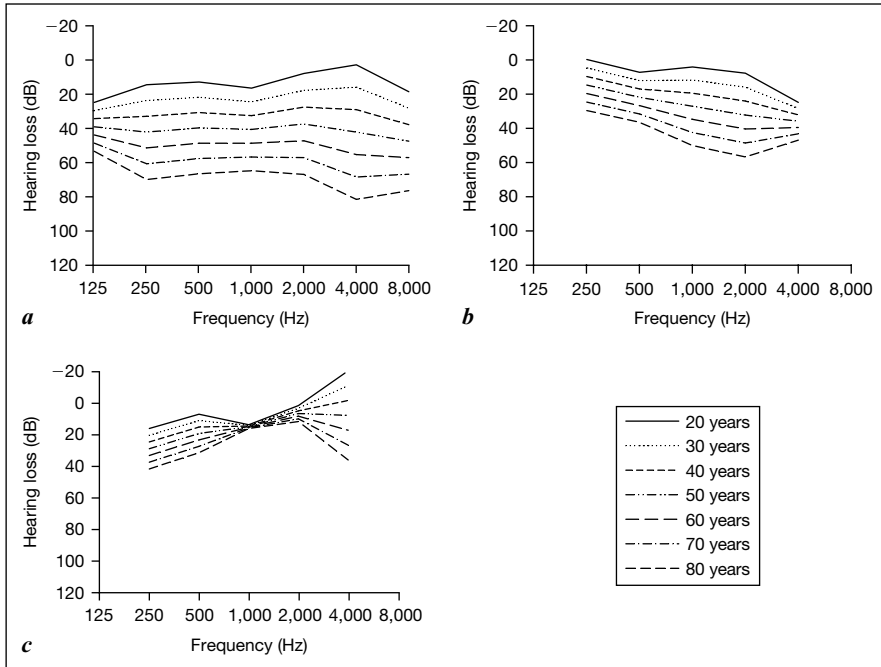 −20
0
20
40
60
80
100
120
Hearing loss (dB)
125 250 500 1,000 2,000 4,000 8,000
Frequency (Hz)
a
−20
0
20
40
60
80
100
120
Hearing loss (dB)
125 250 500 1,000 2,000 4,000 8,000
Frequency (Hz)
b
−20
0
20
40
60
80
100
120
Hearing loss (dB)
125 250 500 1,000 2,000 4,000 8,000
Frequency (Hz)
c
20 years
30 years
40 years
50 years
60 years
70 years
80 years